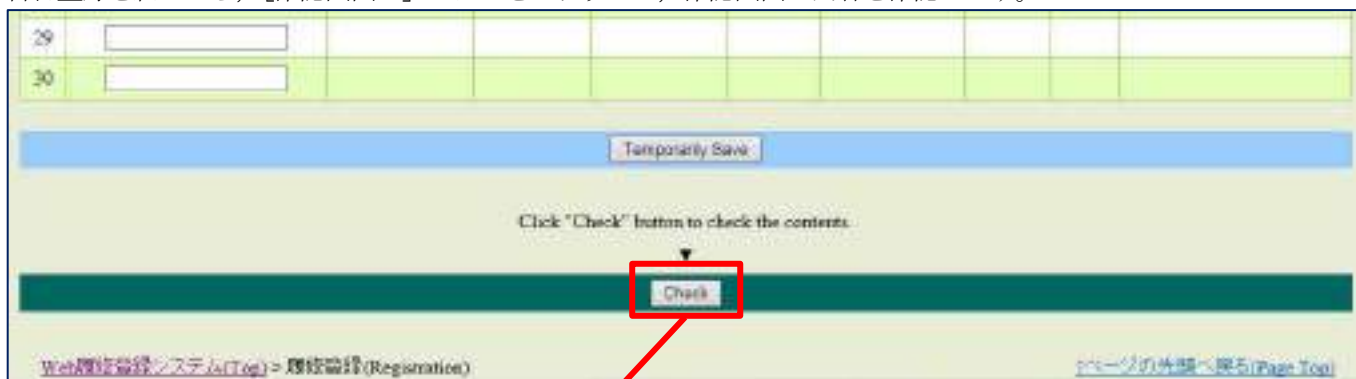 29
30
Temporarily Save
Click "Check" button to check the contents.
▼
Check
Web履修登録システム(Top) > 履修登録(Registration)
ページの先頭へ戻る(Page Top)